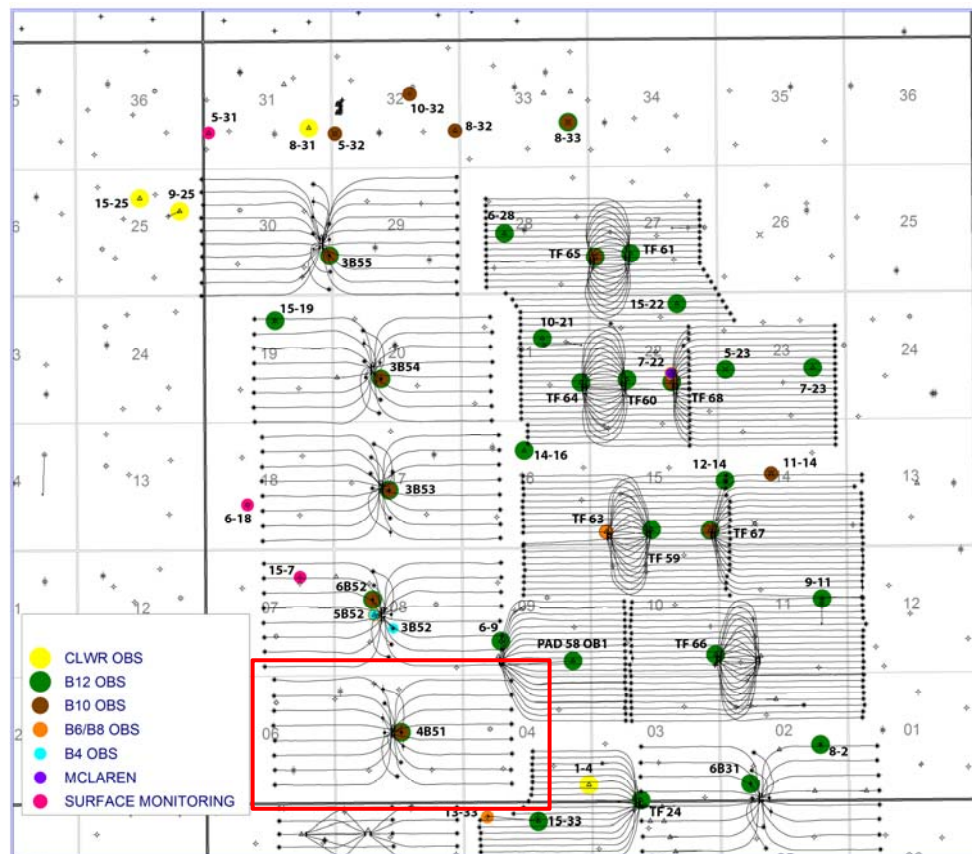 5 36 31 32 33 34 35 36
10-32
5-31
8-31 5-32 8-32 8-33
15-25 9-25
6 25 30 29 28 27 26 25
6-28
3B55 TF 65 TF 61
15-19 15-22
10-21
3 24 19 20 21 22 23 24
3B54 7-22 5-23 7-23
TF 64 TF60 TF 68
14-16 12-14 11-14
13 18 17 16 15 14 13
3B53
6-18 TF 63 TF 59 TF 67
15-7
6B52 9-11
1 12 07 08 09 10 11 12
5B52 3B52
6-9 PAD 58 OB1 TF 66
CLWR OBS
B12 OBS
B10 OBS
B6/B8 OBS
B4 OBS
MCLAREN
SURFACE MONITORING
2 06 4B51 04 03 02 01
8-2
1-4 6B31
13-33 15-33 TF 24